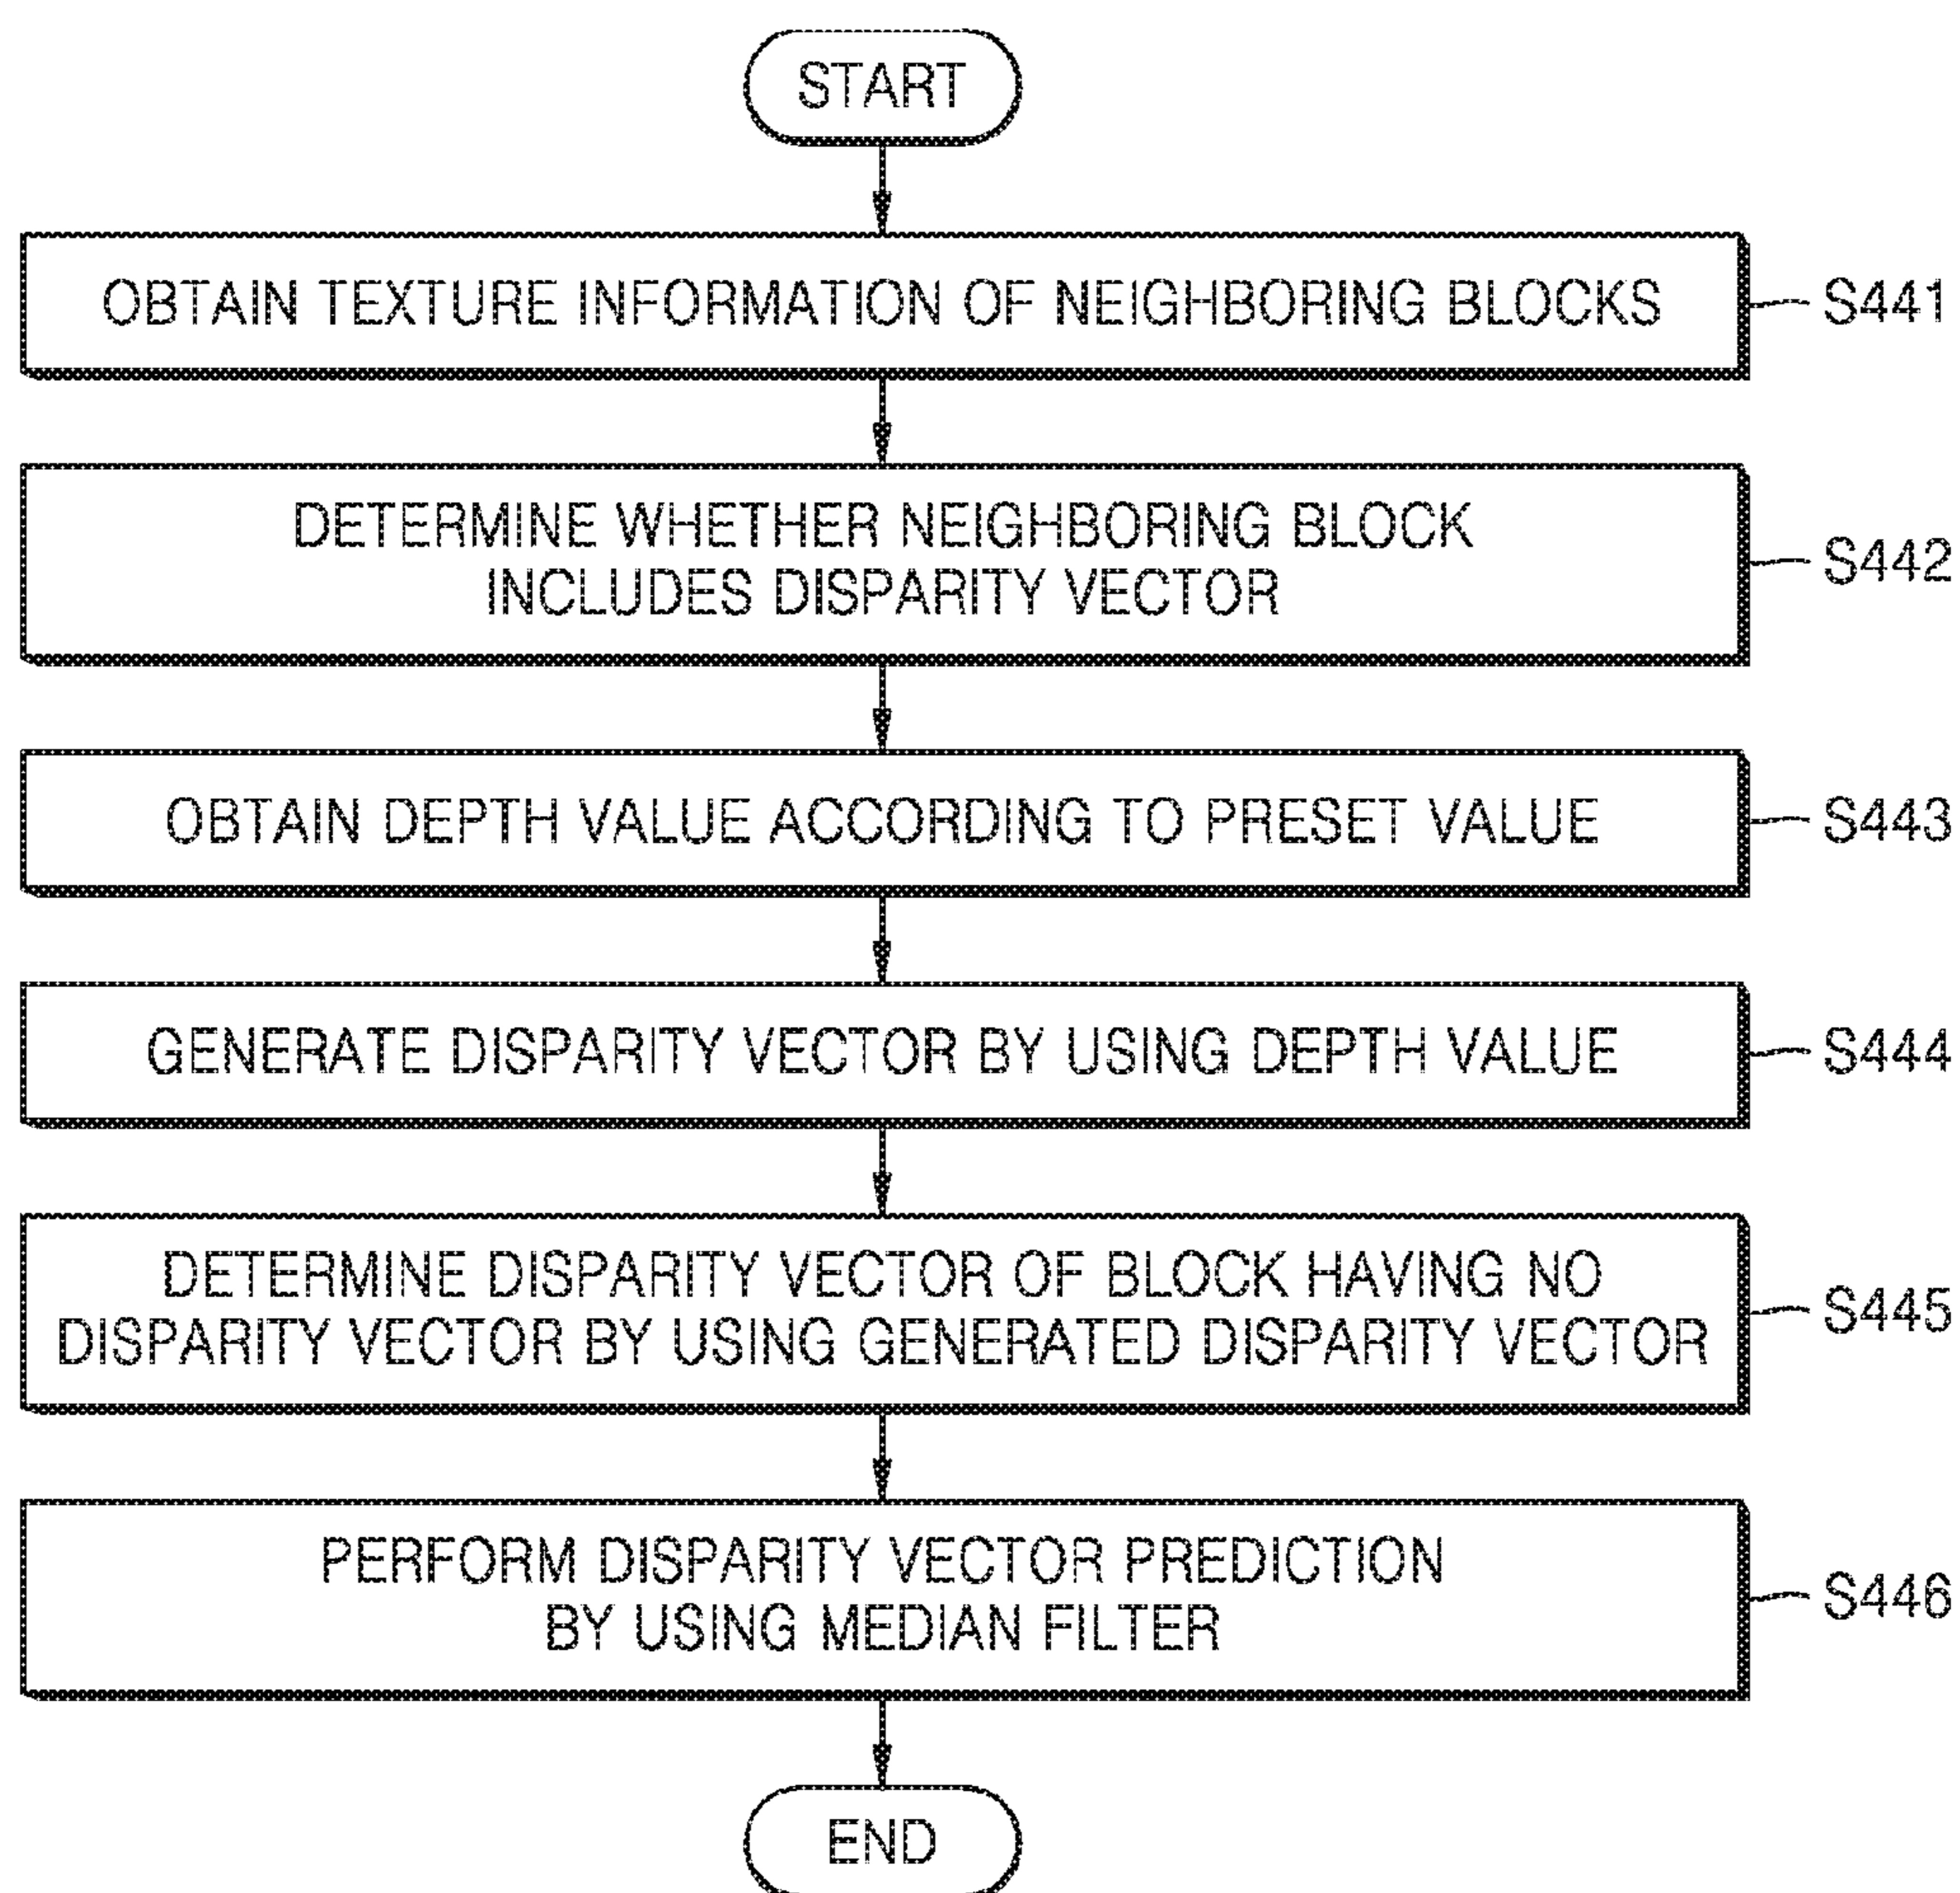 START
OBTAIN TEXTURE INFORMATION OF NEIGHBORING BLOCKS
S441
DETERMINE WHETHER NEIGHBORING BLOCK
INCLUDES DISPARITY VECTOR
S442
OBTAIN DEPTH VALUE ACCORDING TO PRESET VALUE
S443
GENERATE DISPARITY VECTOR BY USING DEPTH VALUE
S444
DETERMINE DISPARITY VECTOR OF BLOCK HAVING NO
DISPARITY VECTOR BY USING GENERATED DISPARITY VECTOR
S445
PERFORM DISPARITY VECTOR PREDICTION
BY USING MEDIAN FILTER
S446
END